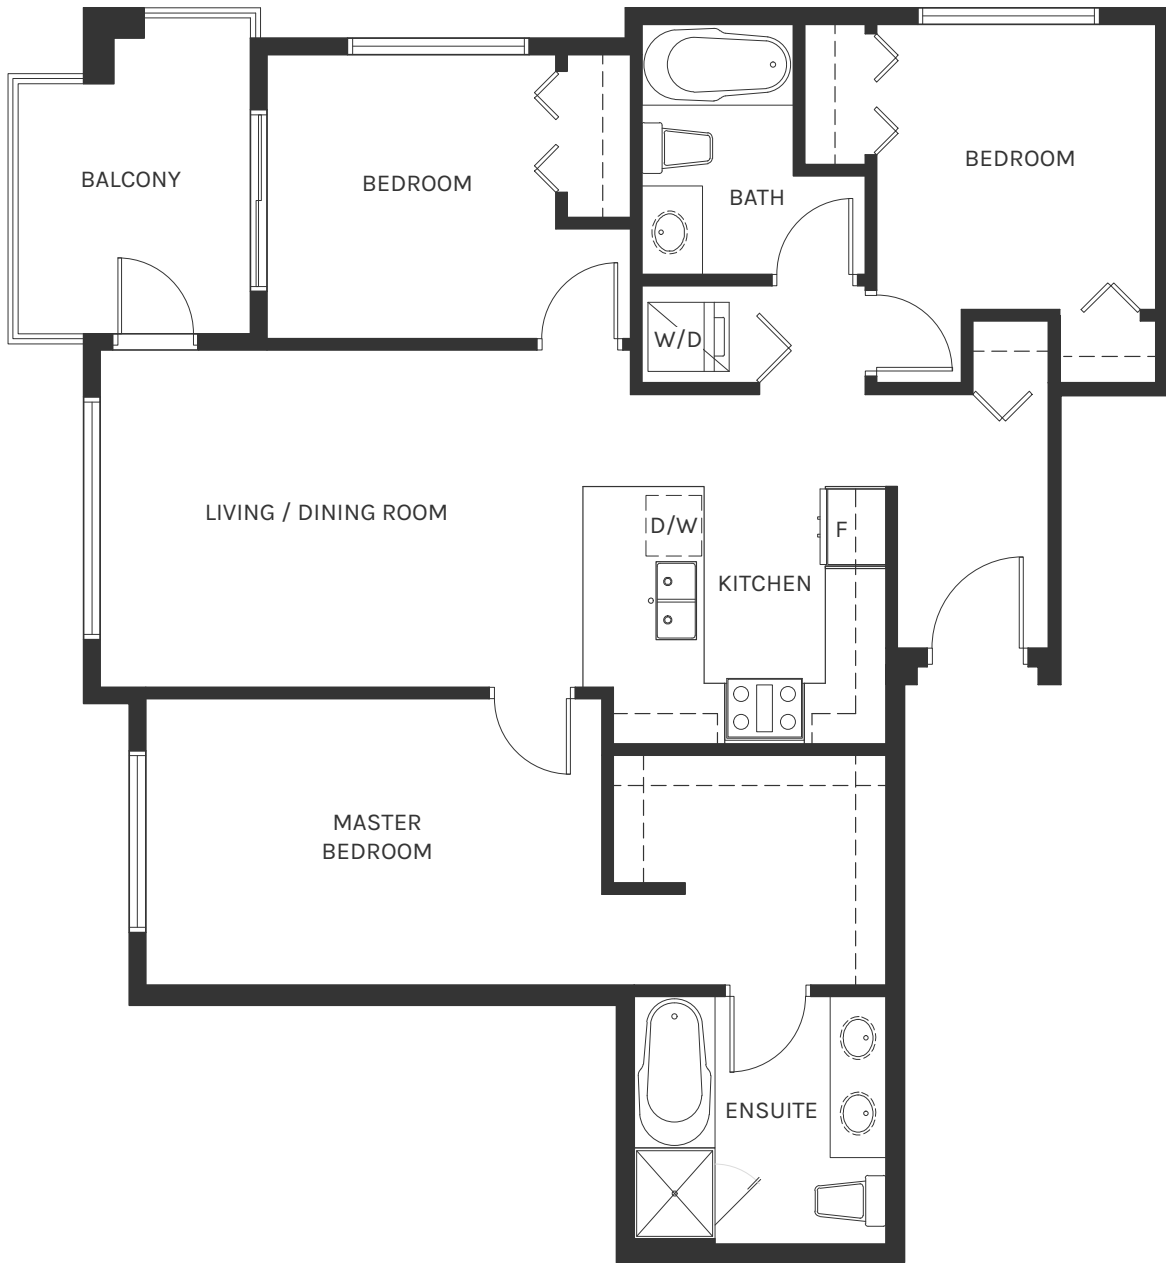 BEDROOM
BALCONY
BEDROOM
BATH
W/D
LIVING / DINING ROOM
D/W
F
KITCHEN
MASTER
BEDROOM
ENSUITE